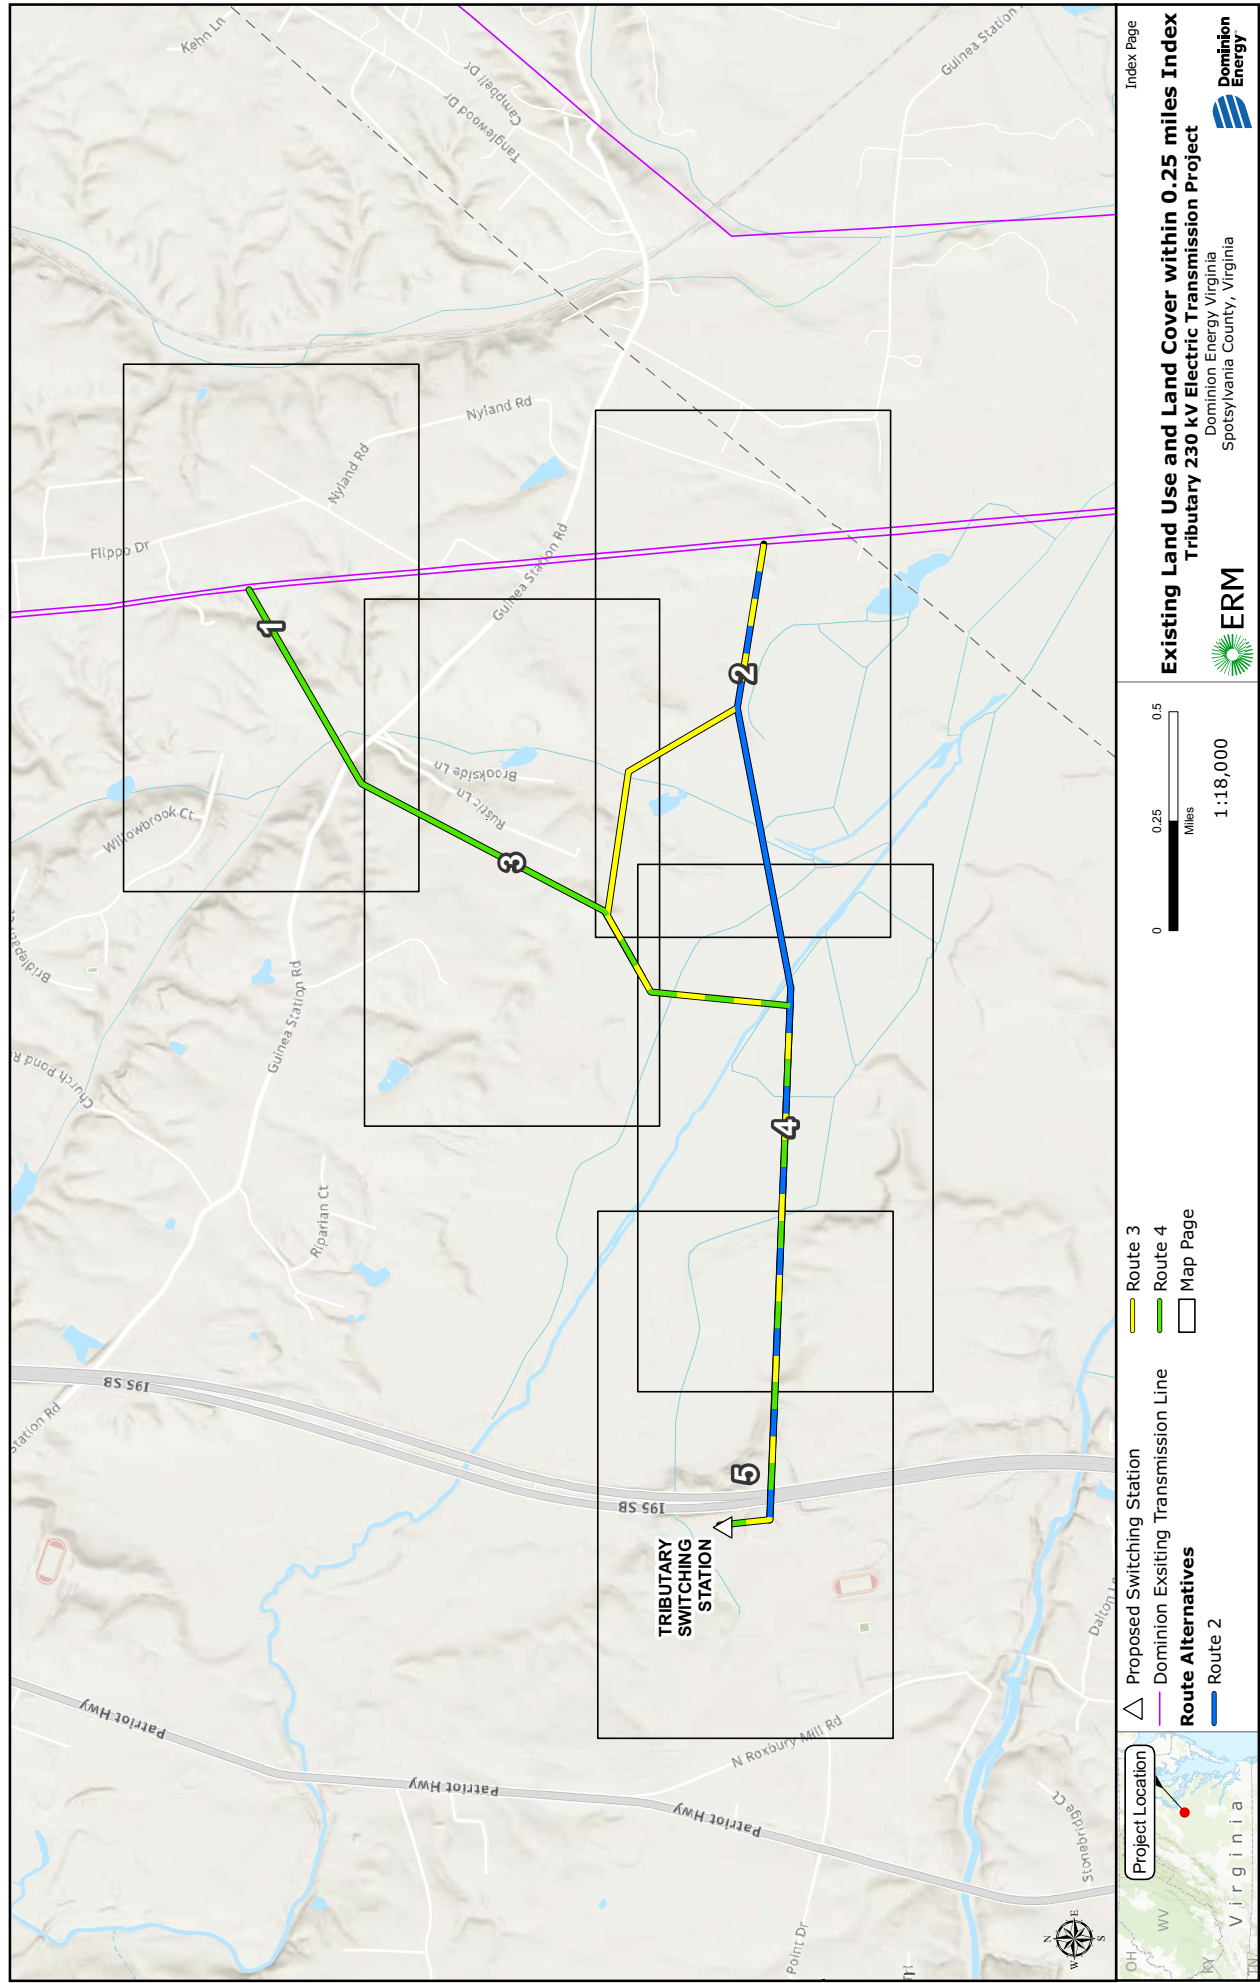 Kehn Ln
Campbell Dr
Tanglewood Dr
Guinea Station
Nyland Rd
Nyland Rd
Flippo Dr
Guinea Station Rd
1
2
Brookside Ln
Rustic Ln
3
Willowbrook Ct
Guinea Station Rd
Church Pond Rd
4
Riparian Ct
I95 SB
Station Rd
5
I95 SB
TRIBUTARY
SWITCHING
STATION
Dalton
N Roxbury Mill Rd
Patriot Hwy
Patriot Hwy
Patriot Hwy
Stonebridge Ct
Point Dr
N
W
E
S
Project Location
OH
WV
KY
Virginia
Proposed Switching Station
Dominion Exsiting Transmission Line
Route Alternatives
Route 2
Route 3
Route 4
Map Page
0
0.25
0.5
Miles
1:18,000
Index Page
Existing Land Use and Land Cover within 0.25 miles Index
Tributary 230 kV Electric Transmission Project
Dominion Energy Virginia
Spotsylvania County, Virginia
ERM
Dominion
Energy